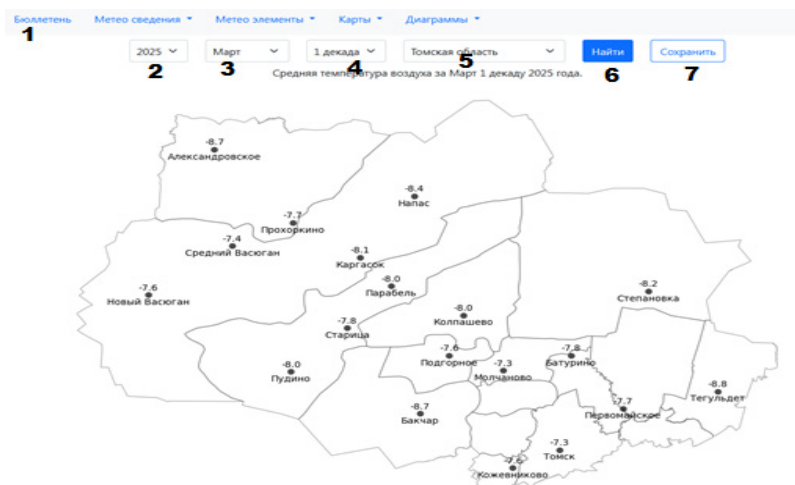 Бюллетень Метео сведения Метео элементы Карты Диаграммы
1
2025 Март 1 декада Томская область Найти Сохранить
2 3 4 5 6 7
Средняя температура воздуха за Март 1 декаду 2025 года.
-8.7
Александровское
-8.4
Напас
-7.7
Прохоркино
-7.4
Средний Васюган
-8.1
Каргасок
-8.0
Парабель
-8.2
Степановка
-7.6
Новый Васюган
-8.0
Колпашево
-7.8
Старица
-7.6
Подгорное
-7.8
Батурино
-7.3
Молчаново
-8.0
Пудино
-8.8
Тегульдет
-7.7
Первомайское
-8.7
Бакчар
-7.3
Томск
-7.6
Кожевниково